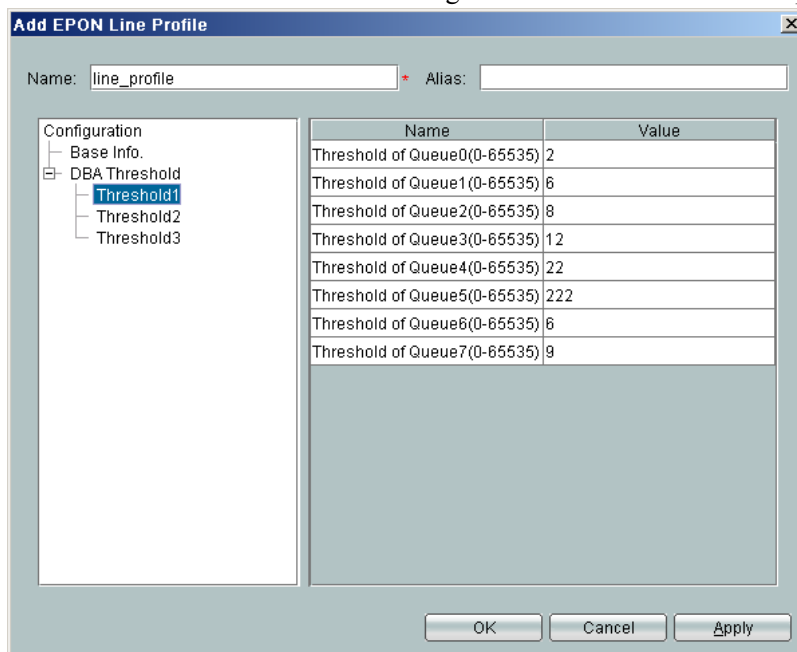 Add EPON Line Profile
Name: line_profile * Alias:
Configuration
Base Info.
DBA Threshold
Threshold1
Threshold2
Threshold3
Name Value
Threshold of Queue0(0-65535) 2
Threshold of Queue1(0-65535) 6
Threshold of Queue2(0-65535) 8
Threshold of Queue3(0-65535) 12
Threshold of Queue4(0-65535) 22
Threshold of Queue5(0-65535) 222
Threshold of Queue6(0-65535) 6
Threshold of Queue7(0-65535) 9
OK Cancel Apply